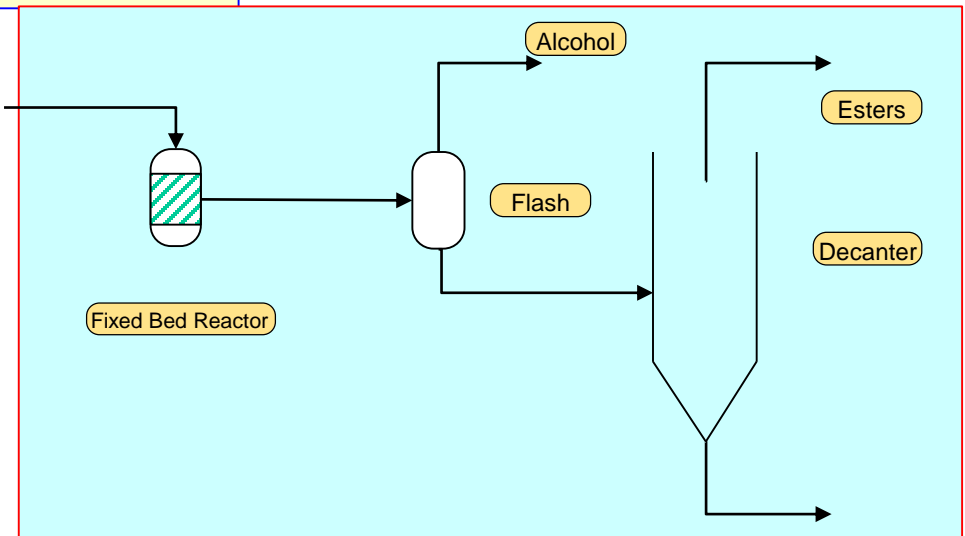 Alcohol
Esters
Flash
Decanter
Fixed Bed Reactor